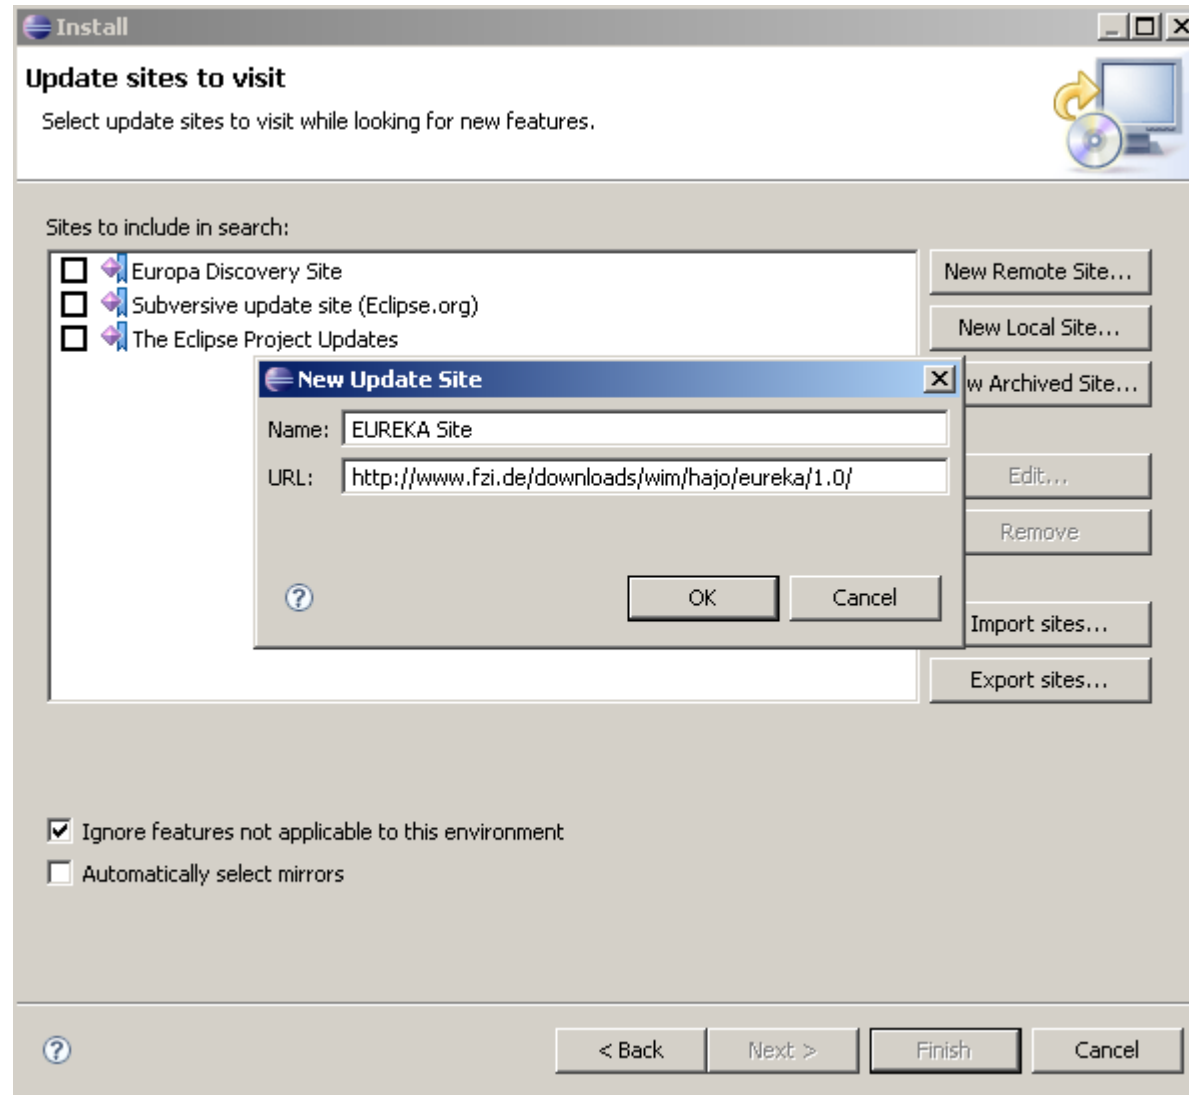 Install
Update sites to visit
Select update sites to visit while looking for new features.
Sites to include in search:
Europa Discovery Site
Subversive update site (Eclipse.org)
The Eclipse Project Updates
New Remote Site...
New Local Site...
w Archived Site...
Edit...
Remove
Import sites...
Export sites...
New Update Site
Name: EUREKA Site
URL: http://www.fzi.de/downloads/wim/hajo/eureka/1.0/
? OK Cancel
Ignore features not applicable to this environment
Automatically select mirrors
? < Back Next > Finish Cancel